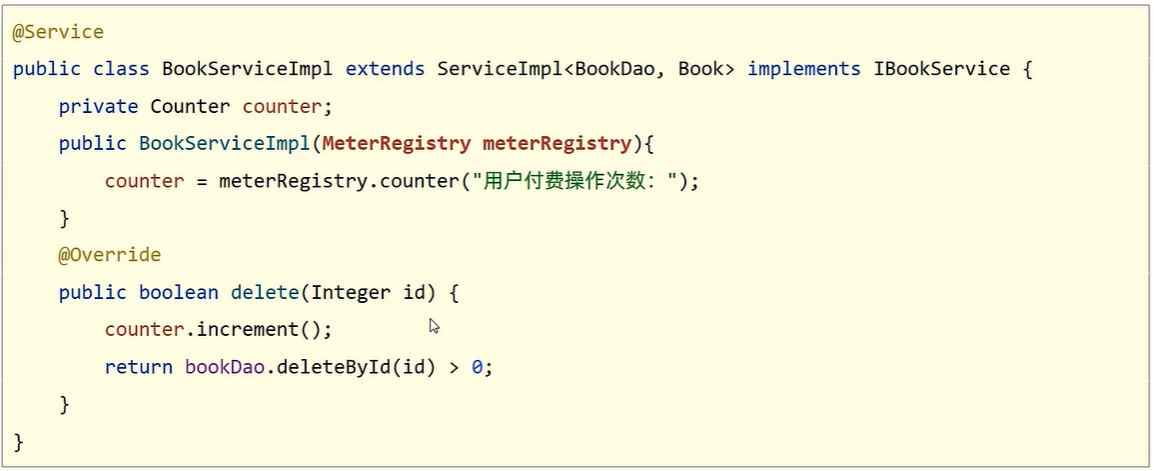 @Service
public class BookServiceImpl extends ServiceImpl<BookDao, Book> implements IBookService {
    private Counter counter;
    public BookServiceImpl(MeterRegistry meterRegistry){
        counter = meterRegistry.counter("用户付费操作次数：");
    }
    @Override
    public boolean delete(Integer id) {
        counter.increment();
        return bookDao.deleteById(id) > 0;
    }
}